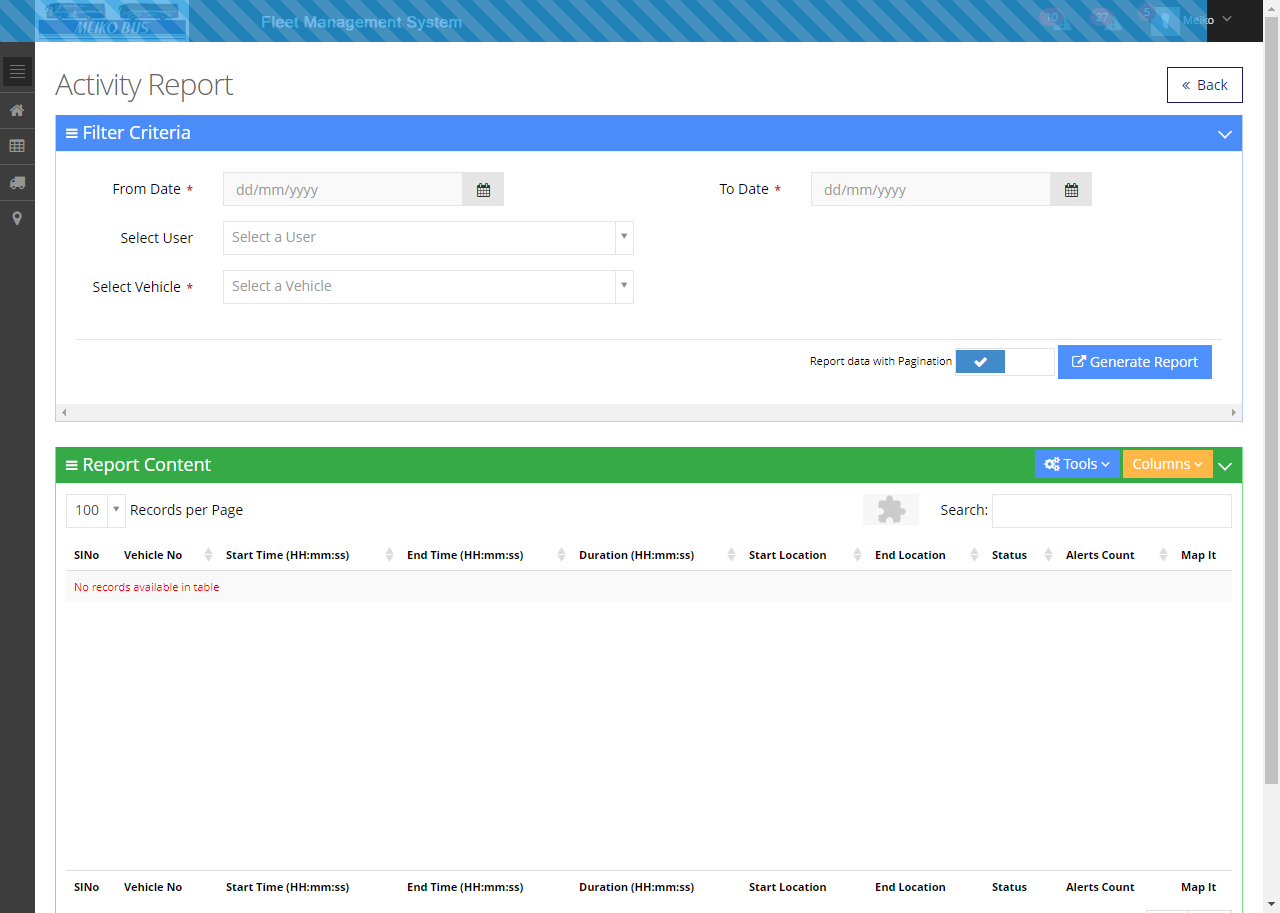 MEIKO BUS
Fleet Management System
10
27
5
Meiko
Activity Report
« Back
Filter Criteria
From Date *
dd/mm/yyyy
To Date *
dd/mm/yyyy
Select User
Select a User
Select Vehicle *
Select a Vehicle
Report data with Pagination
Generate Report
Report Content
Tools
Columns
100
Records per Page
Search:
SlNo Vehicle No Start Time (HH:mm:ss) End Time (HH:mm:ss) Duration (HH:mm:ss) Start Location End Location Status Alerts Count Map It
No records available in table
SlNo Vehicle No Start Time (HH:mm:ss) End Time (HH:mm:ss) Duration (HH:mm:ss) Start Location End Location Status Alerts Count Map It